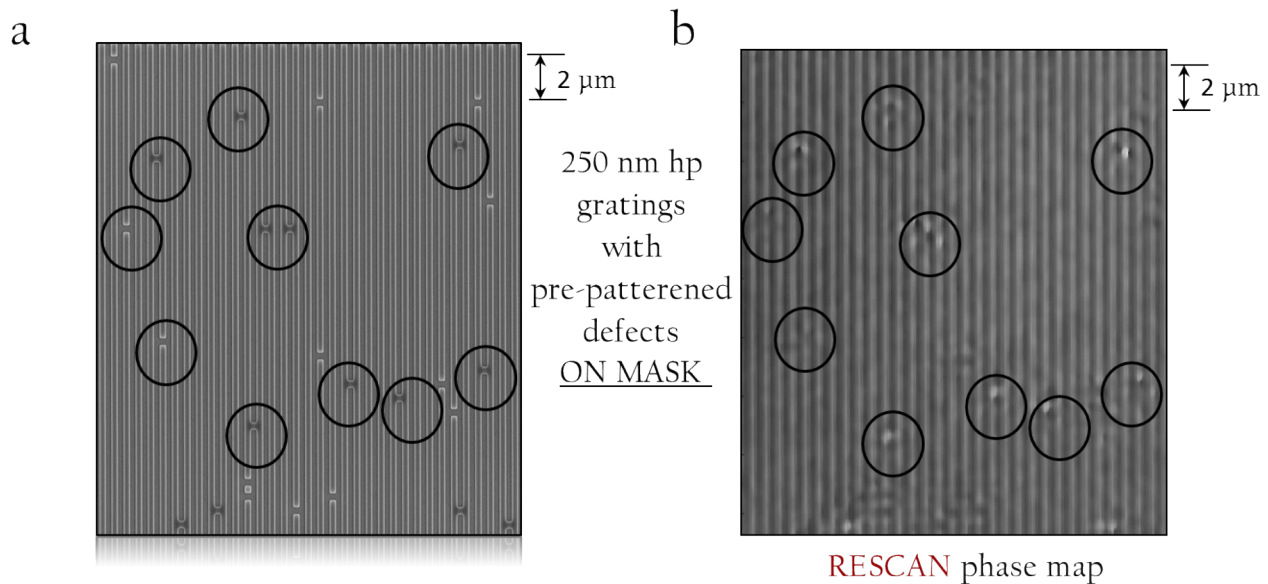 a
2 µm
250 nm hp
gratings
with
pre-patterened
defects
ON MASK
b
2 µm
RESCAN phase map